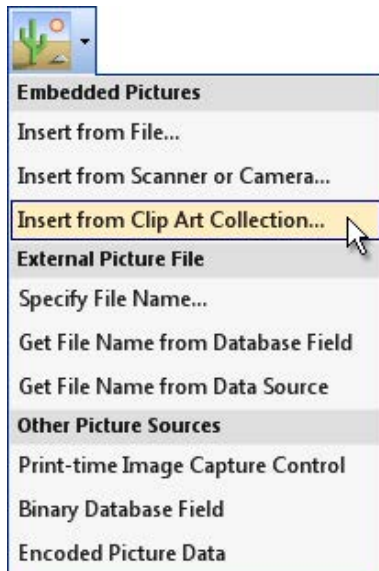 Embedded Pictures
Insert from File...
Insert from Scanner or Camera...
Insert from Clip Art Collection...
External Picture File
Specify File Name...
Get File Name from Database Field
Get File Name from Data Source
Other Picture Sources
Print-time Image Capture Control
Binary Database Field
Encoded Picture Data